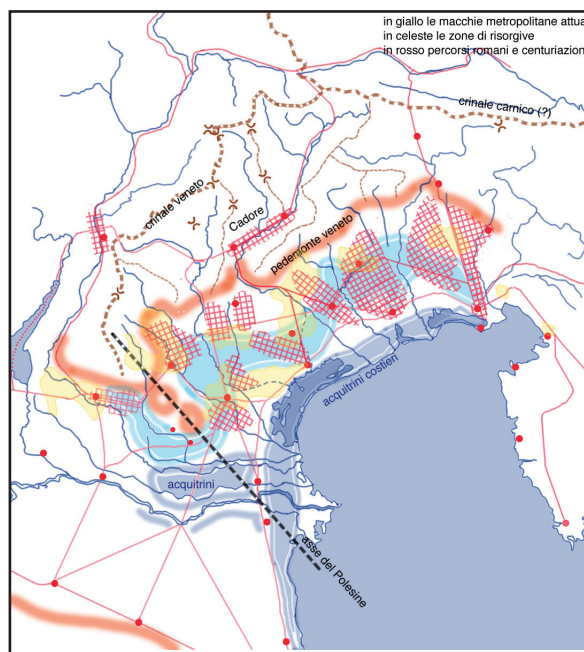 in giallo le macchie metropolitane attua
in celeste le zone di risorgive
in rosso percorsi romani e centuriazion
crinale carnico (?)
crinale veneto
Cadore
pedemonte veneto
acquitrini costieri
acquitrini
asse del Polesine